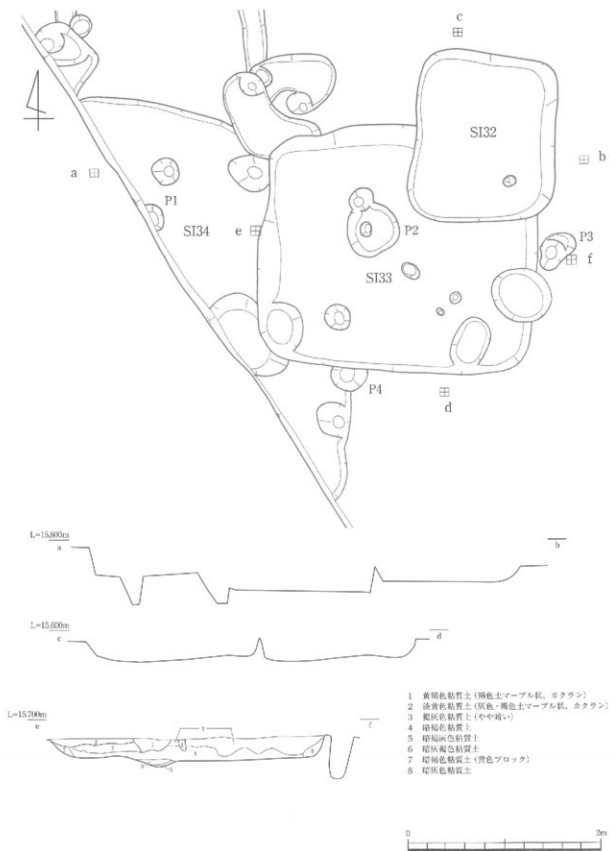 c
SI32
a
b
P1
SI34
e
P2
P3
f
SI33
P4
d
L=15.800m
a
b
L=15.600m
c
d
L=15.700m
e
f
1 黄褐色粘質土(褐色土マーブル状、カクラン)
2 淡黄色粘質土(灰色・褐色土マーブル状、カクラン)
3 褐灰色粘質土(やや暗い)
4 暗褐色粘質土
5 暗褐灰色粘質土
6 暗灰褐色粘質土
7 暗褐色粘質土(黄色ブロック)
8 暗灰色粘質土
0
2m